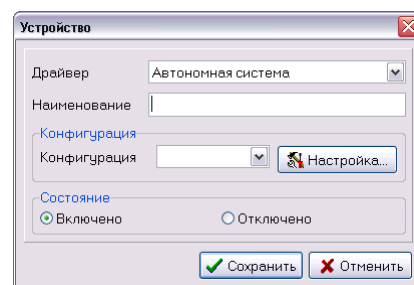 Устройство
Драйвер Автономная система
Наименование
Конфигурация
Конфигурация Настройка...
Состояние
Включено Отключено
Сохранить Отменить